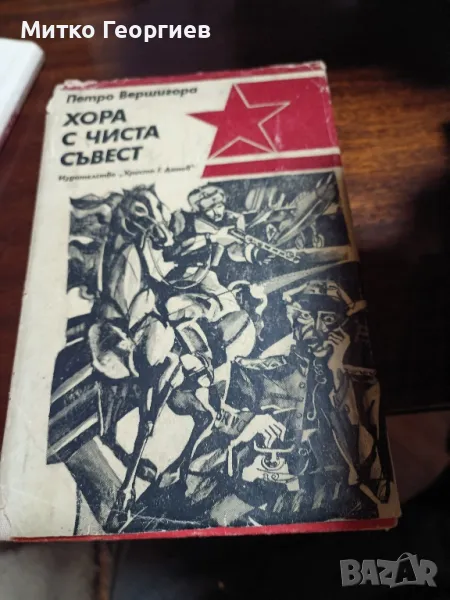 Митко Георгиев
Петро Вершигора
ХОРА
С ЧИСТА
СЪВЕСТ
Издателство „Христо Г. Данов“
BAZAR